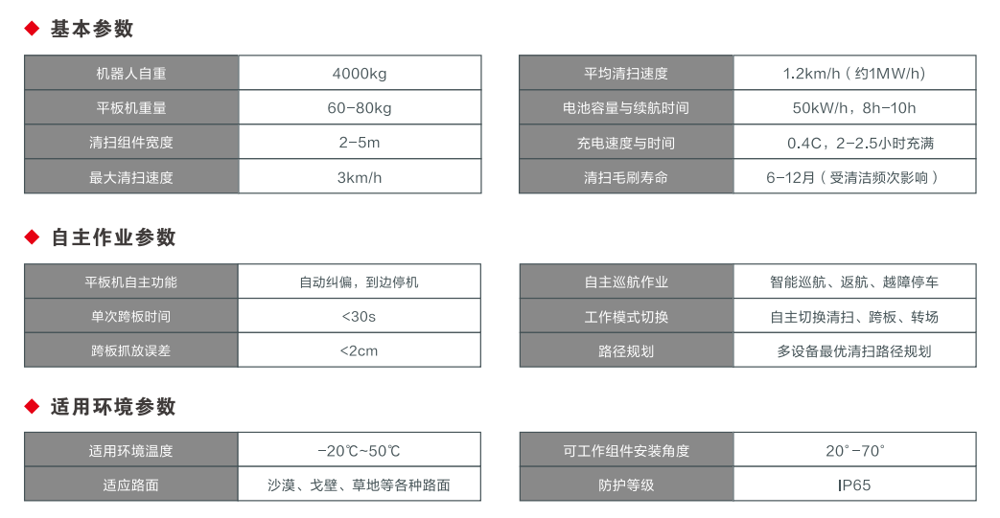 基本参数
机器人自重 4000kg 平均清扫速度 1.2km/h（约1MW/h)
平板机重量 60-80kg 电池容量与续航时间 50kW/h，8h-10h
清扫组件宽度 2-5m 充电速度与时间 0.4C，2-2.5小时充满
最大清扫速度 3km/h 清扫毛刷寿命 6-12月（受清洁频次影响）
自主作业参数
平板机自主功能 自动纠偏，到边停机 自主巡航作业 智能巡航、返航、越障停车
单次跨板时间 <30s 工作模式切换 自主切换清扫、跨板、转场
跨板抓放误差 <2cm 路径规划 多设备最优清扫路径规划
适用环境参数
适用环境温度 -20℃~50℃ 可工作组件安装角度 20°-70°
适应路面 沙漠、戈壁、草地等各种路面 防护等级 IP65